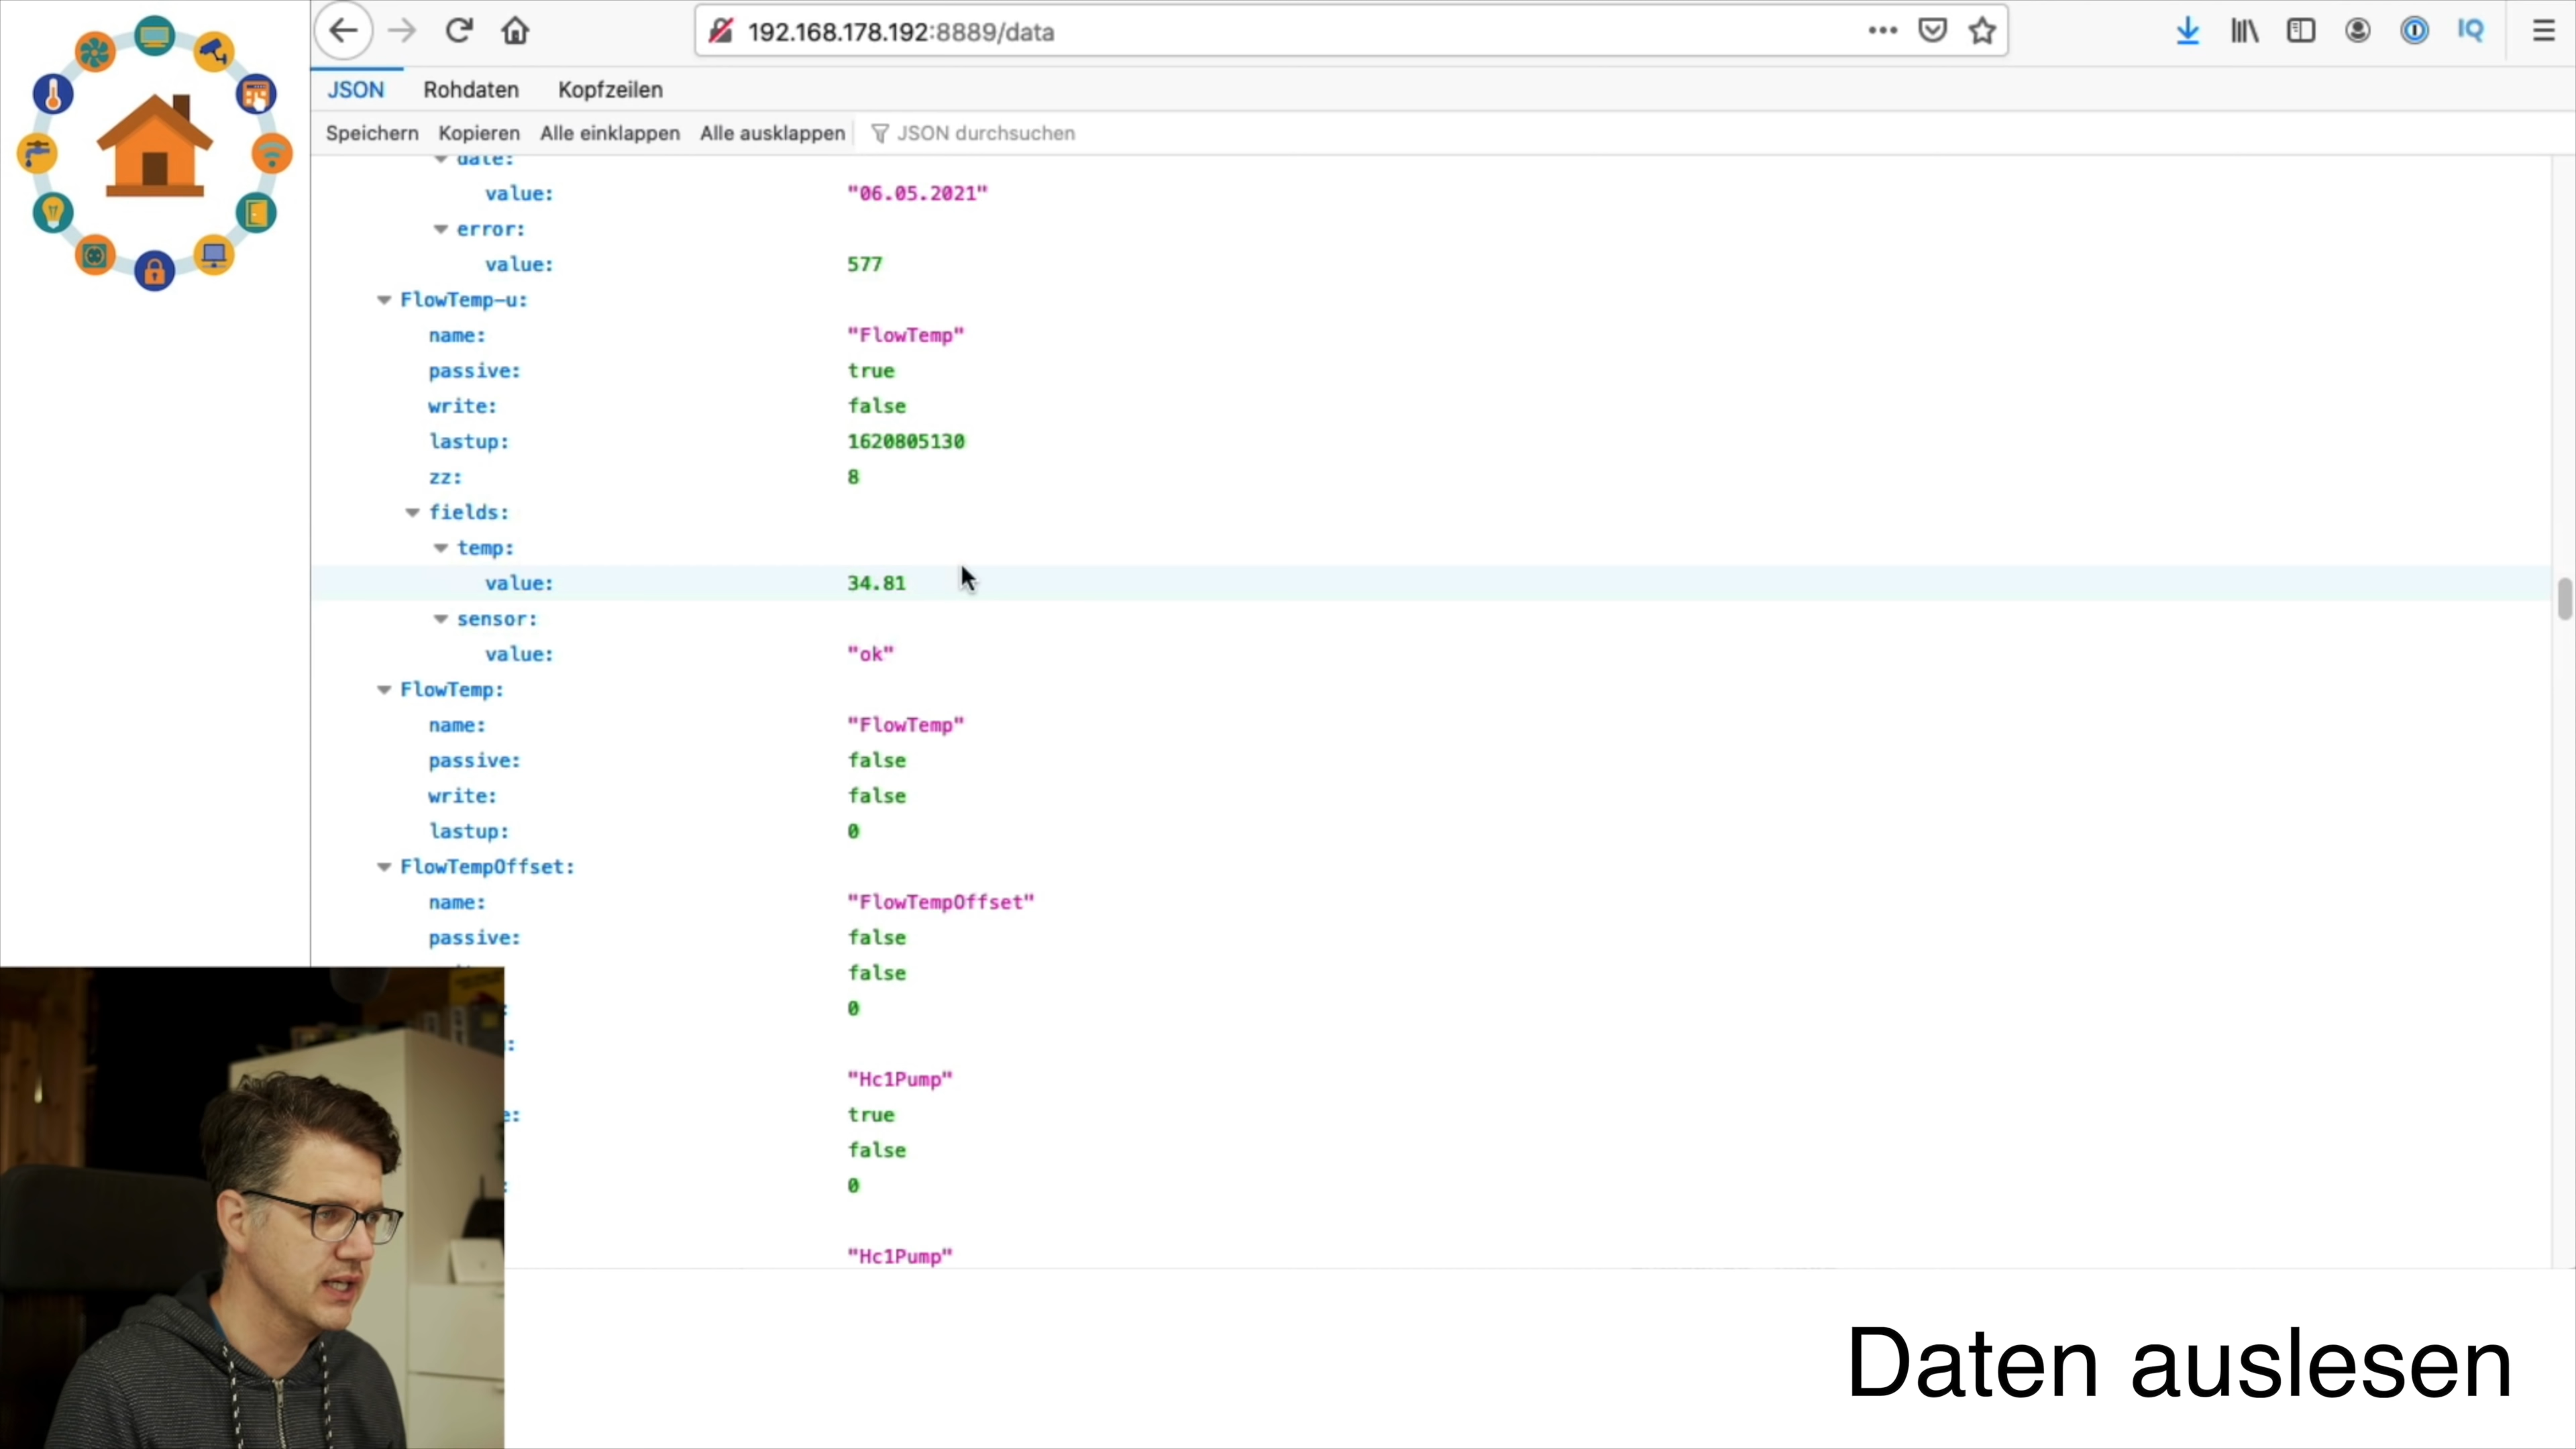 192.168.178.192:8889/data
IQ
JSON Rohdaten Kopfzeilen
Speichern Kopieren Alle einklappen Alle ausklappen JSON durchsuchen
date:
value: "06.05.2021"
error:
value: 577
FlowTemp-u:
name: "FlowTemp"
passive: true
write: false
lastup: 1620805130
zz: 8
fields:
temp:
value: 34.81
sensor:
value: "ok"
FlowTemp:
name: "FlowTemp"
passive: false
write: false
lastup: 0
FlowTempOffset:
name: "FlowTempOffset"
passive: false
false
0
"Hc1Pump"
true
false
0
"Hc1Pump"
Daten auslesen